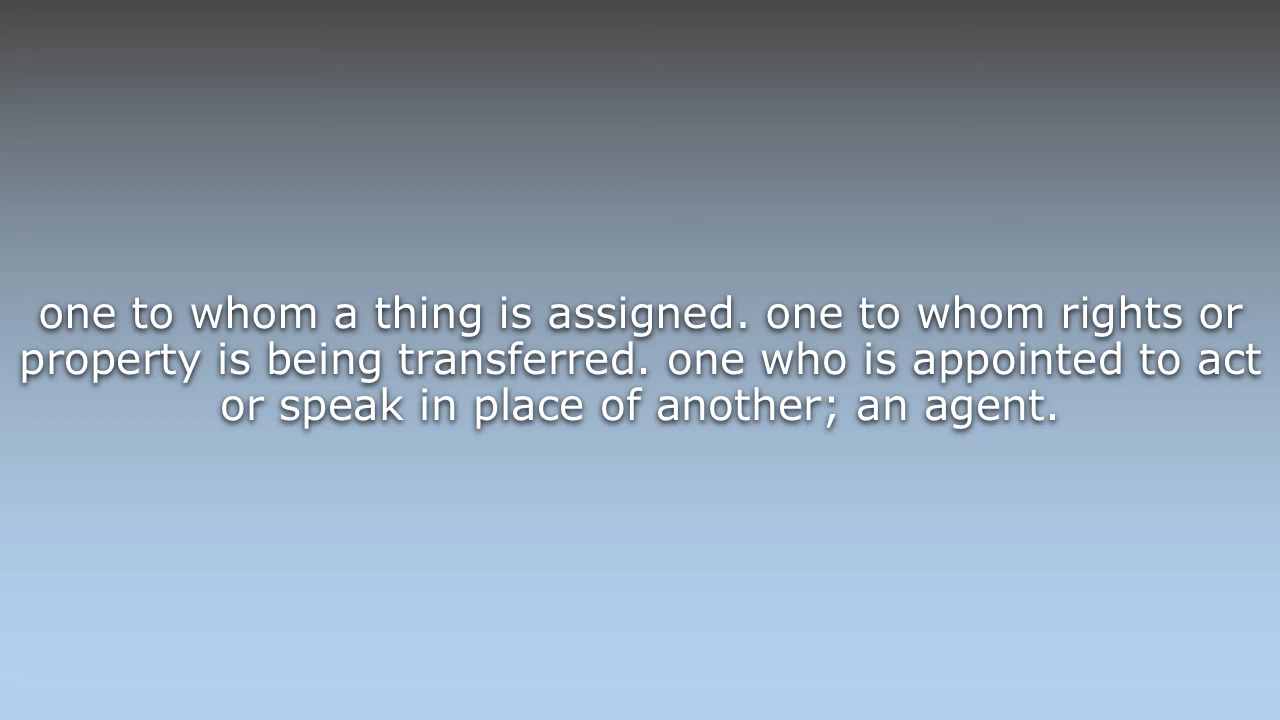 one to whom a thing is assigned. one to whom rights or
property is being transferred. one who is appointed to act
or speak in place of another; an agent.